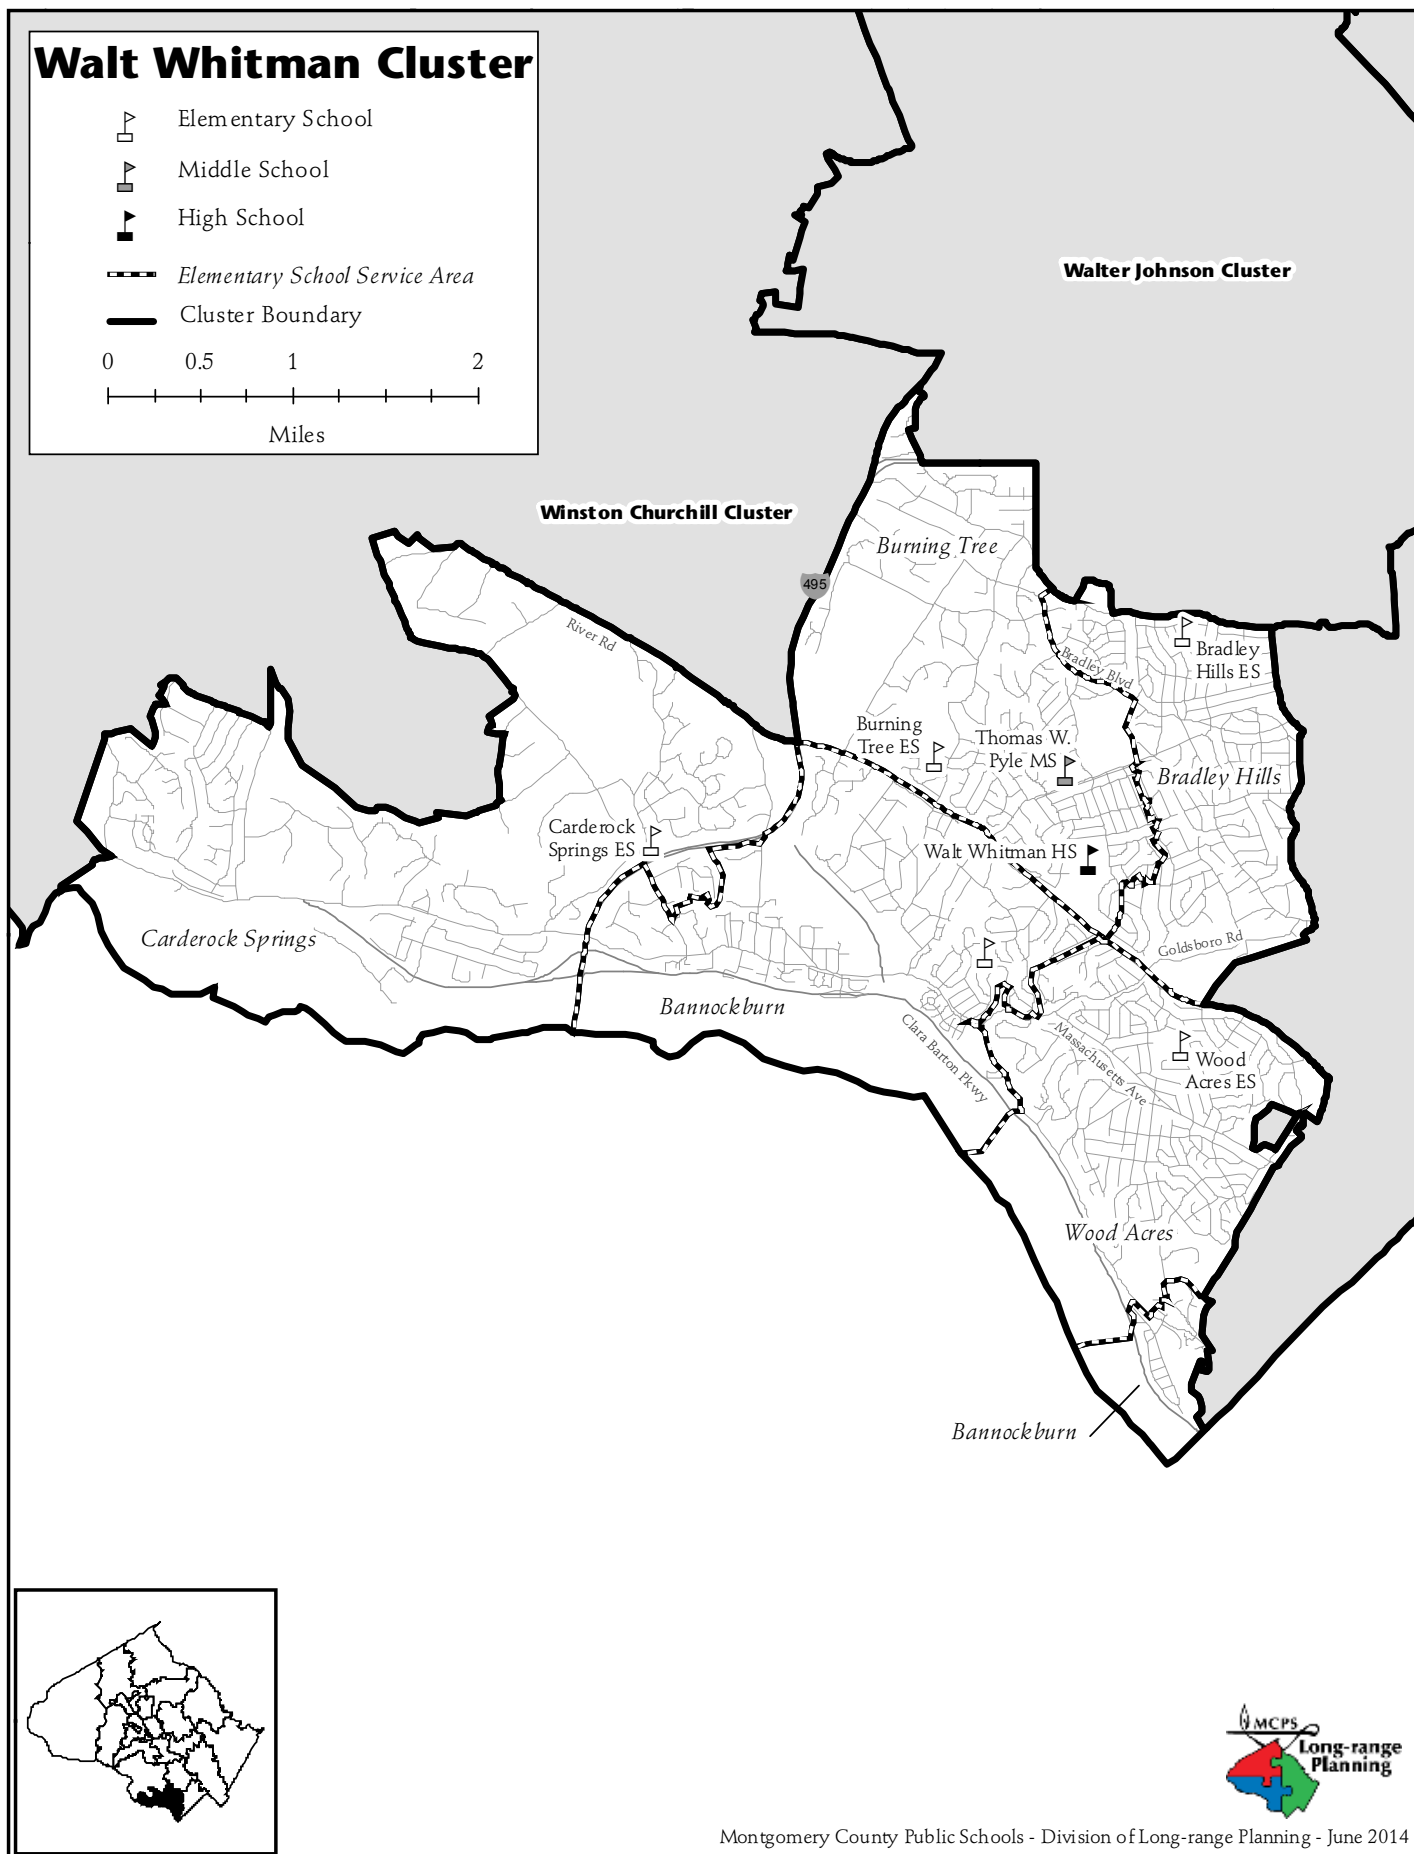 Walt Whitman Cluster
Elementary School
Middle School
High School
Elementary School Service Area
Cluster Boundary
0 0.5 1 2
Miles
Walter Johnson Cluster
Winston Churchill Cluster
Burning Tree
495
River Rd
Bradley
Hills ES
Bradley Blvd
Burning
Tree ES
Thomas W.
Pyle MS
Bradley Hills
Carderock
Springs ES
Walt Whitman HS
Carderock Springs
Goldsboro Rd
Bannockburn
Clara Barton Pkwy
Massachusetts Ave
Wood
Acres ES
Wood Acres
Bannockburn
MCPS
Long-range
Planning
Montgomery County Public Schools - Division of Long-range Planning - June 2014